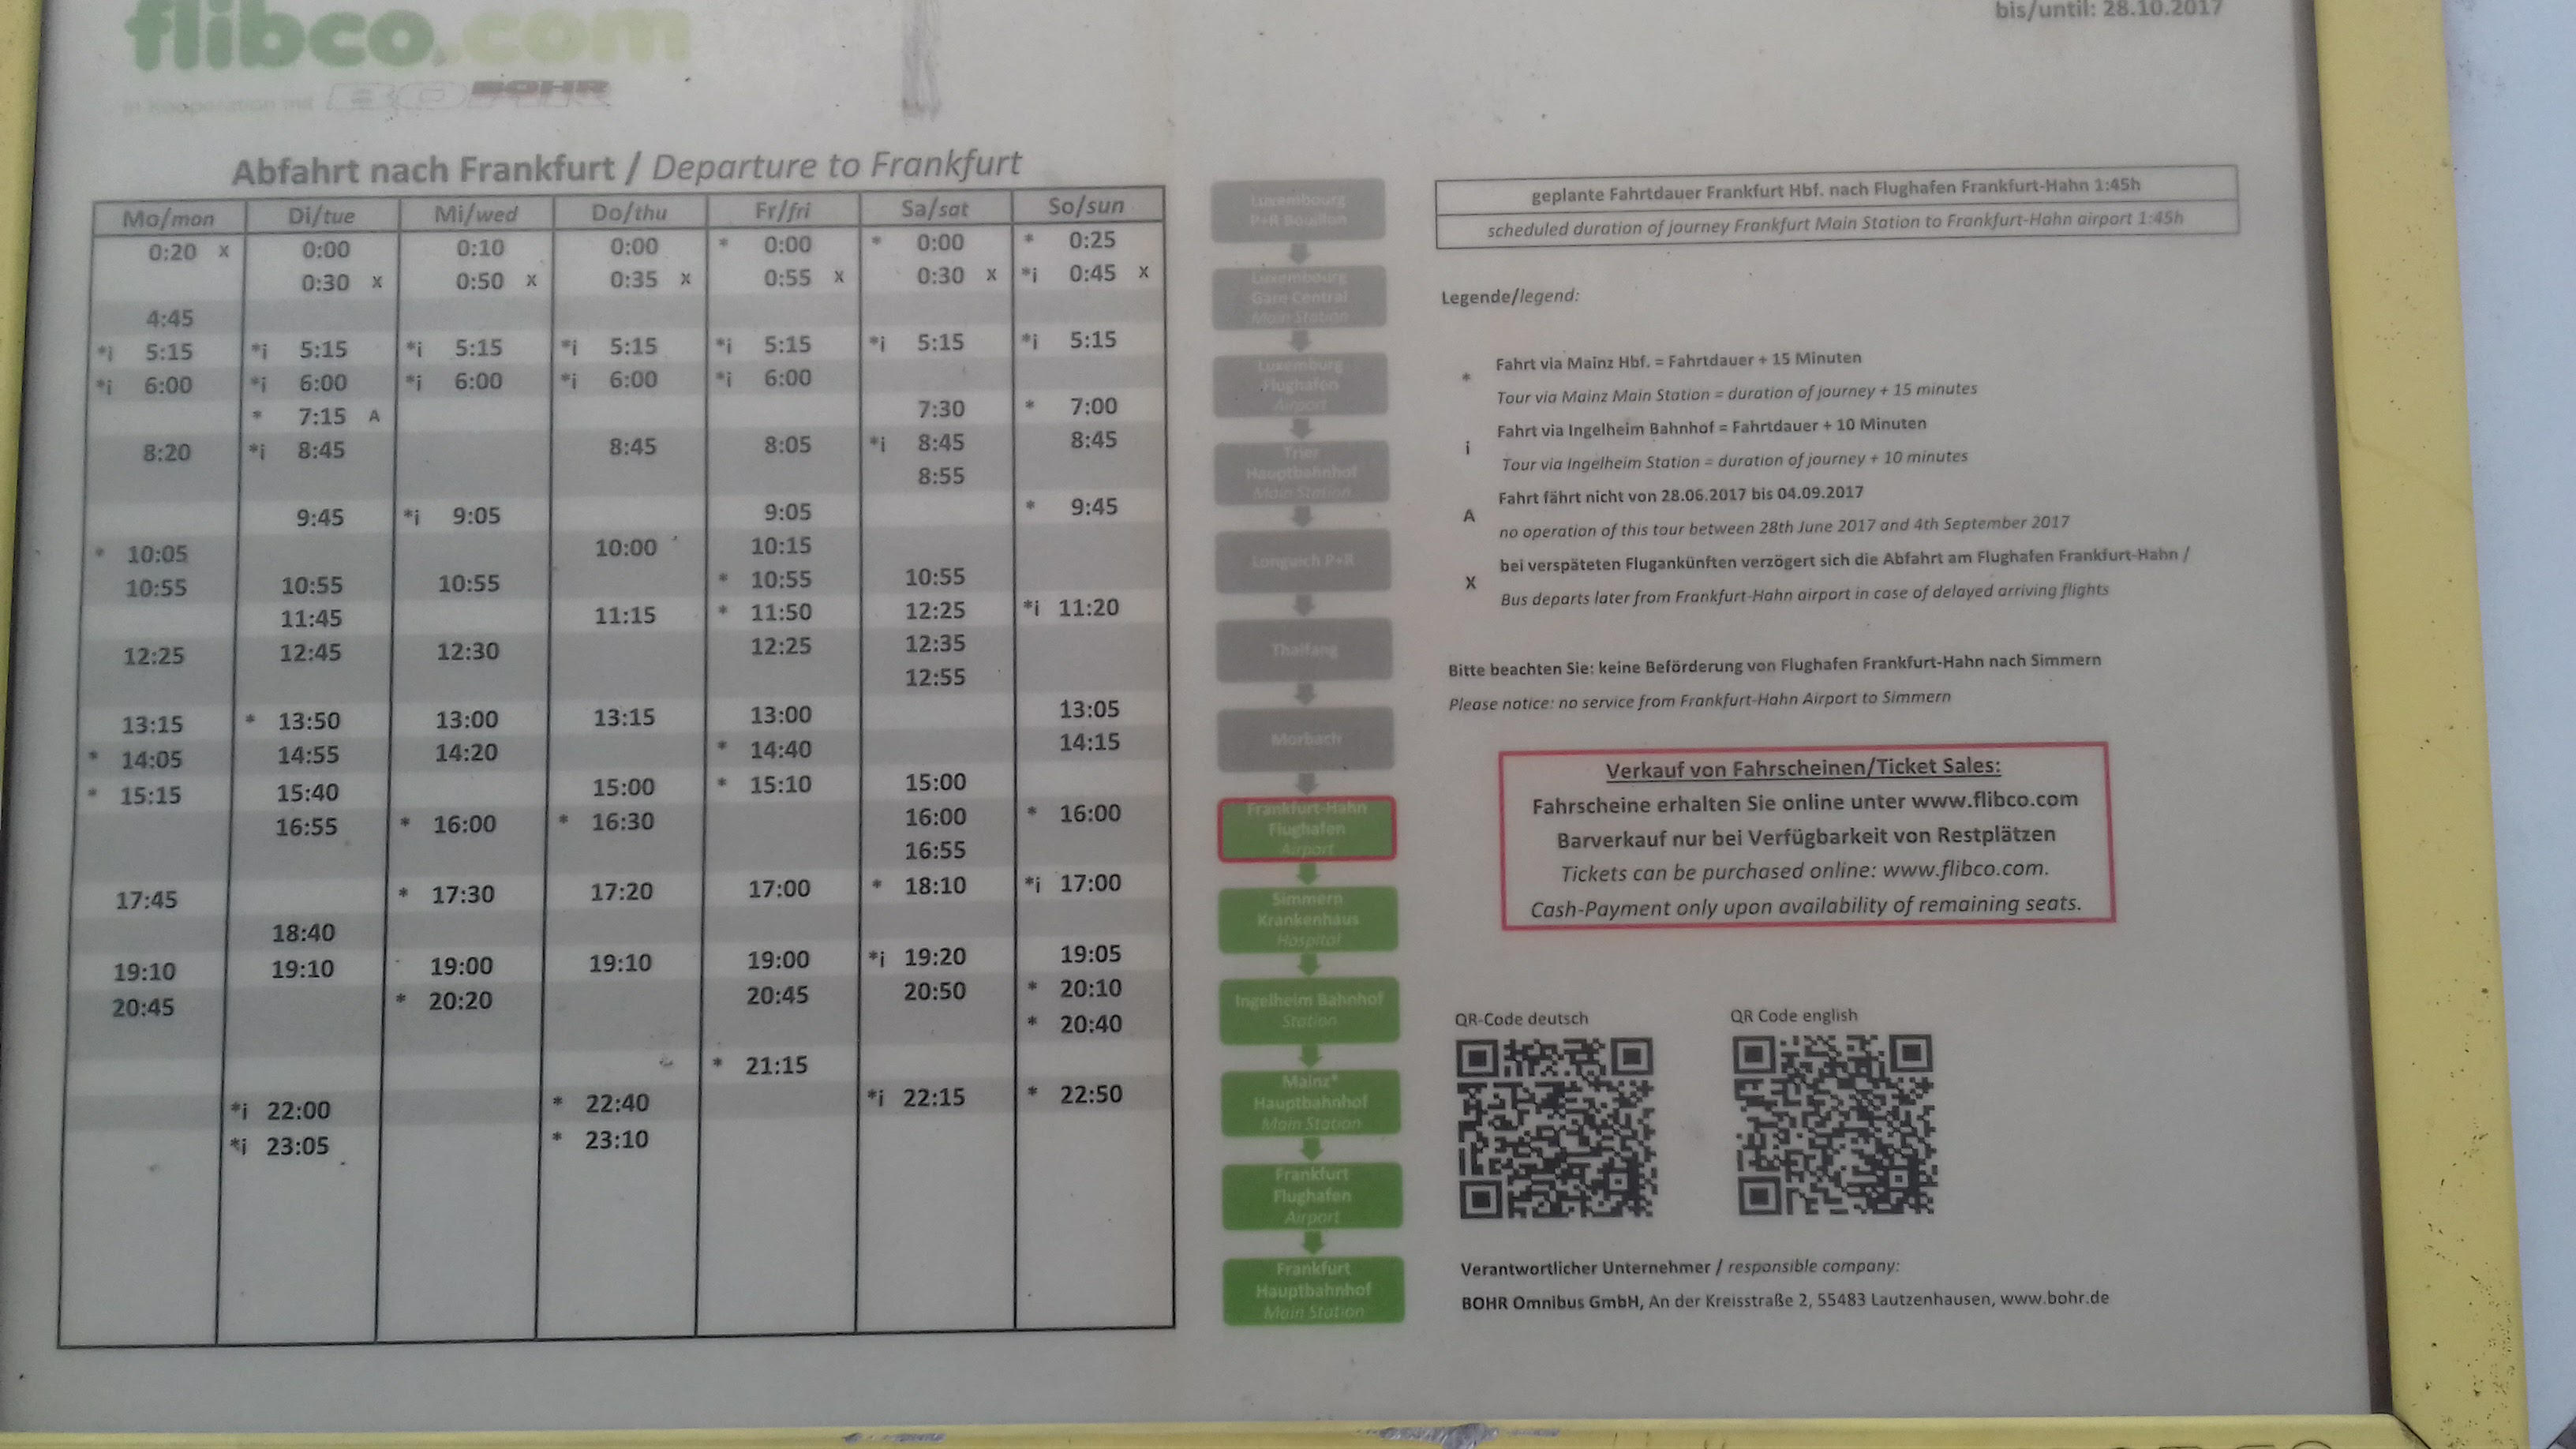 flibco.com
in Kooperation mit BOHR
bis/until: 28.10.2017
Abfahrt nach Frankfurt / Departure to Frankfurt
Mo/mon Di/tue Mi/wed Do/thu Fr/fri Sa/sat So/sun
0:20 x 0:00 0:10 0:00 * 0:00 * 0:00 * 0:25
0:30 x 0:50 x 0:35 x 0:55 x 0:30 x *i 0:45 x
4:45
*i 5:15 *i 5:15 *i 5:15 *i 5:15 *i 5:15 *i 5:15 *i 5:15
*i 6:00 *i 6:00 *i 6:00 *i 6:00 *i 6:00
* 7:15 A 7:30 * 7:00
8:20 *i 8:45 8:45 8:05 *i 8:45 8:45
8:55
9:45 *i 9:05 9:05 * 9:45
* 10:05 10:00 10:15
10:55 10:55 10:55 * 10:55 10:55
11:45 11:15 * 11:50 12:25 *i 11:20
12:25 12:45 12:30 12:25 12:35
12:55
13:15 * 13:50 13:00 13:15 13:00 13:05
* 14:05 14:55 14:20 * 14:40 14:15
* 15:15 15:40 15:00 * 15:10 15:00
16:55 * 16:00 * 16:30 16:00 * 16:00
16:55
17:45 * 17:30 17:20 17:00 * 18:10 *i 17:00
18:40
19:10 19:10 19:00 19:10 19:00 *i 19:20 19:05
20:45 * 20:20 20:45 20:50 * 20:10
* 20:40
* 21:15
*i 22:00 * 22:40 *i 22:15 * 22:50
*i 23:05 * 23:10
Luxembourg
P+R Bouillon
Luxembourg
Gare Central
Main Station
Luxemburg
Flughafen
Airport
Trier
Hauptbahnhof
Main Station
Longuich P+R
Thalfang
Morbach
Frankfurt-Hahn
Flughafen
Airport
Simmern
Krankenhaus
Hospital
Ingelheim Bahnhof
Station
Mainz*
Hauptbahnhof
Main Station
Frankfurt
Flughafen
Airport
Frankfurt
Hauptbahnhof
Main Station
geplante Fahrtdauer Frankfurt Hbf. nach Flughafen Frankfurt-Hahn 1:45h
scheduled duration of journey Frankfurt Main Station to Frankfurt-Hahn airport 1:45h
Legende/legend:
* Fahrt via Mainz Hbf. = Fahrtdauer + 15 Minuten
Tour via Mainz Main Station = duration of journey + 15 minutes
i Fahrt via Ingelheim Bahnhof = Fahrtdauer + 10 Minuten
Tour via Ingelheim Station = duration of journey + 10 minutes
A Fahrt fährt nicht von 28.06.2017 bis 04.09.2017
no operation of this tour between 28th June 2017 and 4th September 2017
X bei verspäteten Flugankünften verzögert sich die Abfahrt am Flughafen Frankfurt-Hahn /
Bus departs later from Frankfurt-Hahn airport in case of delayed arriving flights
Bitte beachten Sie: keine Beförderung von Flughafen Frankfurt-Hahn nach Simmern
Please notice: no service from Frankfurt-Hahn Airport to Simmern
Verkauf von Fahrscheinen/Ticket Sales:
Fahrscheine erhalten Sie online unter www.flibco.com
Barverkauf nur bei Verfügbarkeit von Restplätzen
Tickets can be purchased online: www.flibco.com.
Cash-Payment only upon availability of remaining seats.
QR-Code deutsch QR Code english
Verantwortlicher Unternehmer / responsible company:
BOHR Omnibus GmbH, An der Kreisstraße 2, 55483 Lautzenhausen, www.bohr.de